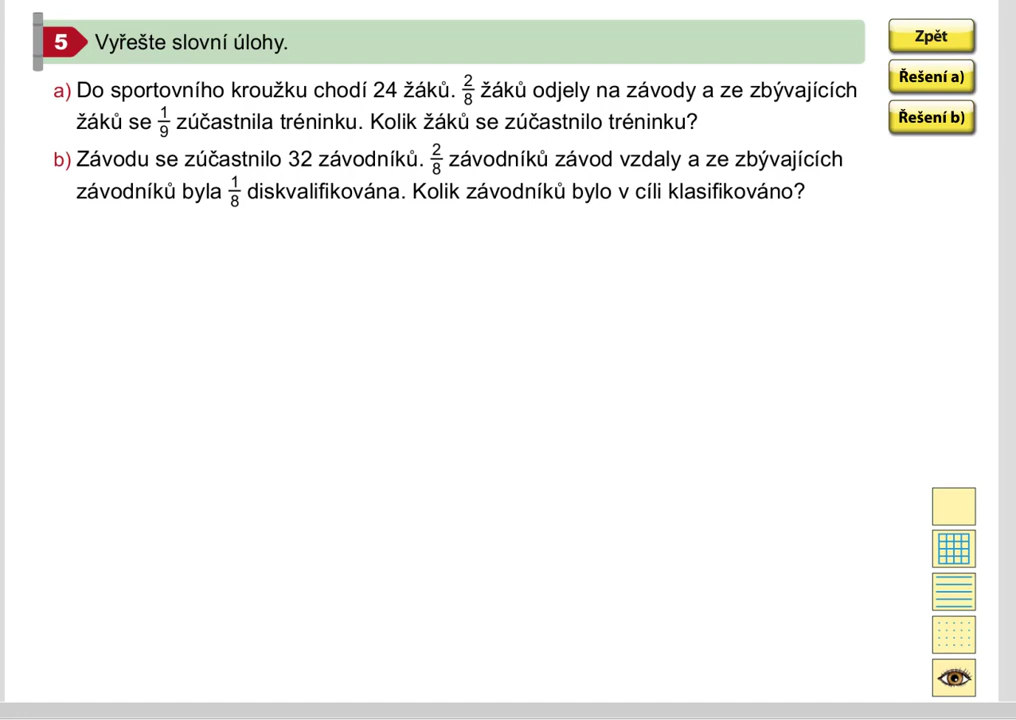 5 Vyřešte slovní úlohy.
Zpět
Řešení a)
Řešení b)
a) Do sportovního kroužku chodí 24 žáků. 2/8 žáků odjely na závody a ze zbývajících
žáků se 1/9 zúčastnila tréninku. Kolik žáků se zúčastnilo tréninku?
b) Závodu se zúčastnilo 32 závodníků. 2/8 závodníků závod vzdaly a ze zbývajících
závodníků byla 1/8 diskvalifikována. Kolik závodníků bylo v cíli klasifikováno?